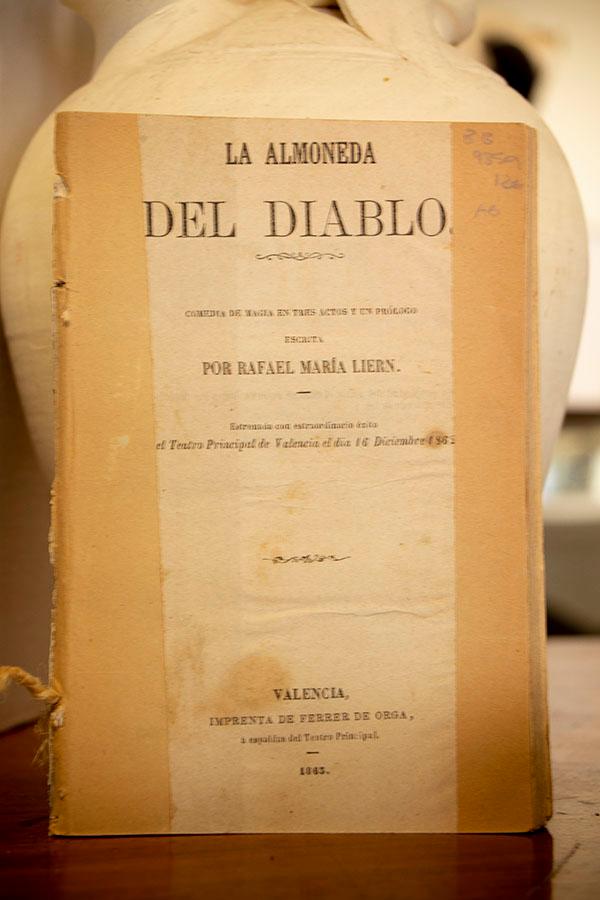 LA ALMONEDA
DEL DIABLO.
COMEDIA DE MAGIA EN TRES ACTOS Y UN PRÓLOGO
ESCRITA
POR RAFAEL MARÍA LIERN.
Estrenada con estraordinario éxito
el Teatro Principal de Valencia el dia 16 Diciembre
VALENCIA,
IMPRENTA DE FERRER DE ORGA,
á espaldas del Teatro Principal.
1863.